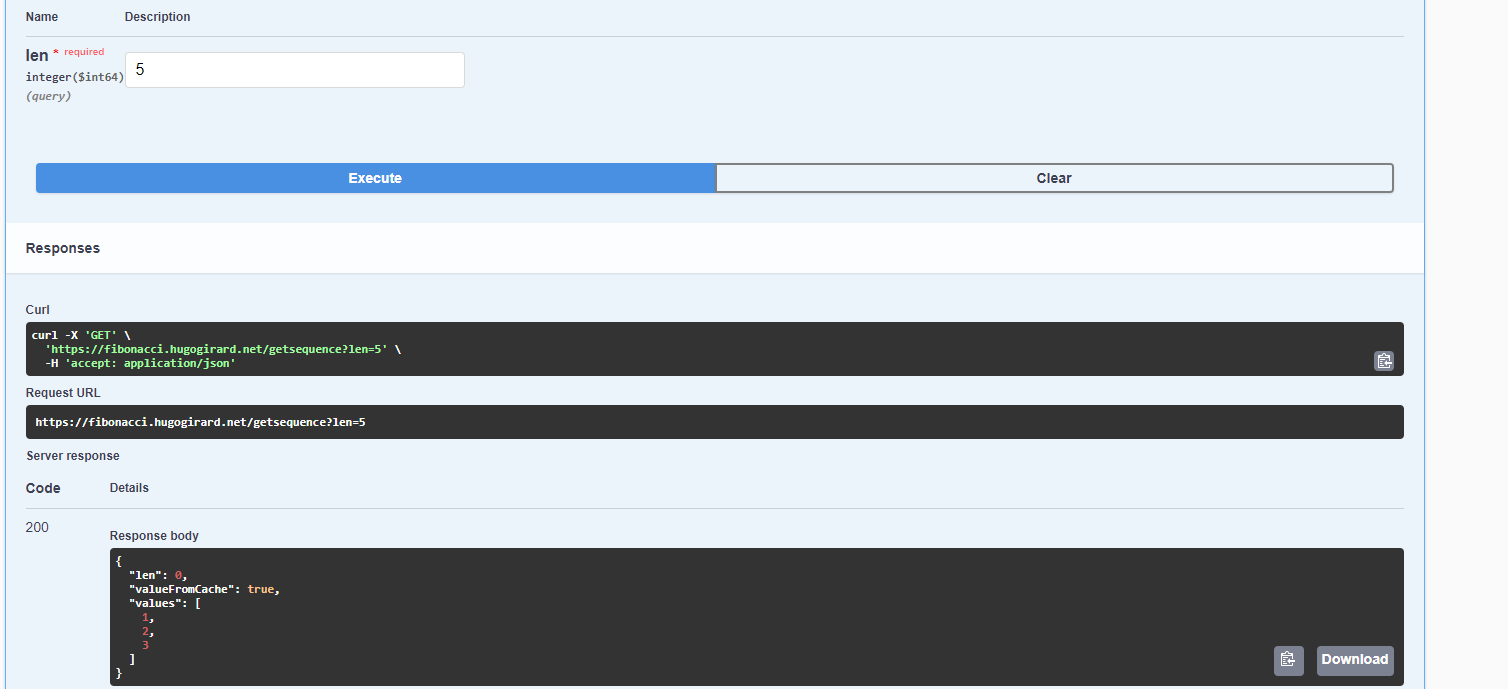 Name Description
len * required
integer($int64)
(query)
5
Execute Clear
Responses
Curl
curl -X 'GET' \
'https://fibonacci.hugogirard.net/getsequence?len=5' \
-H 'accept: application/json'
Request URL
https://fibonacci.hugogirard.net/getsequence?len=5
Server response
Code Details
200
Response body
{
"len": 0,
"valueFromCache": true,
"values": [
1,
2,
3
]
}
Download